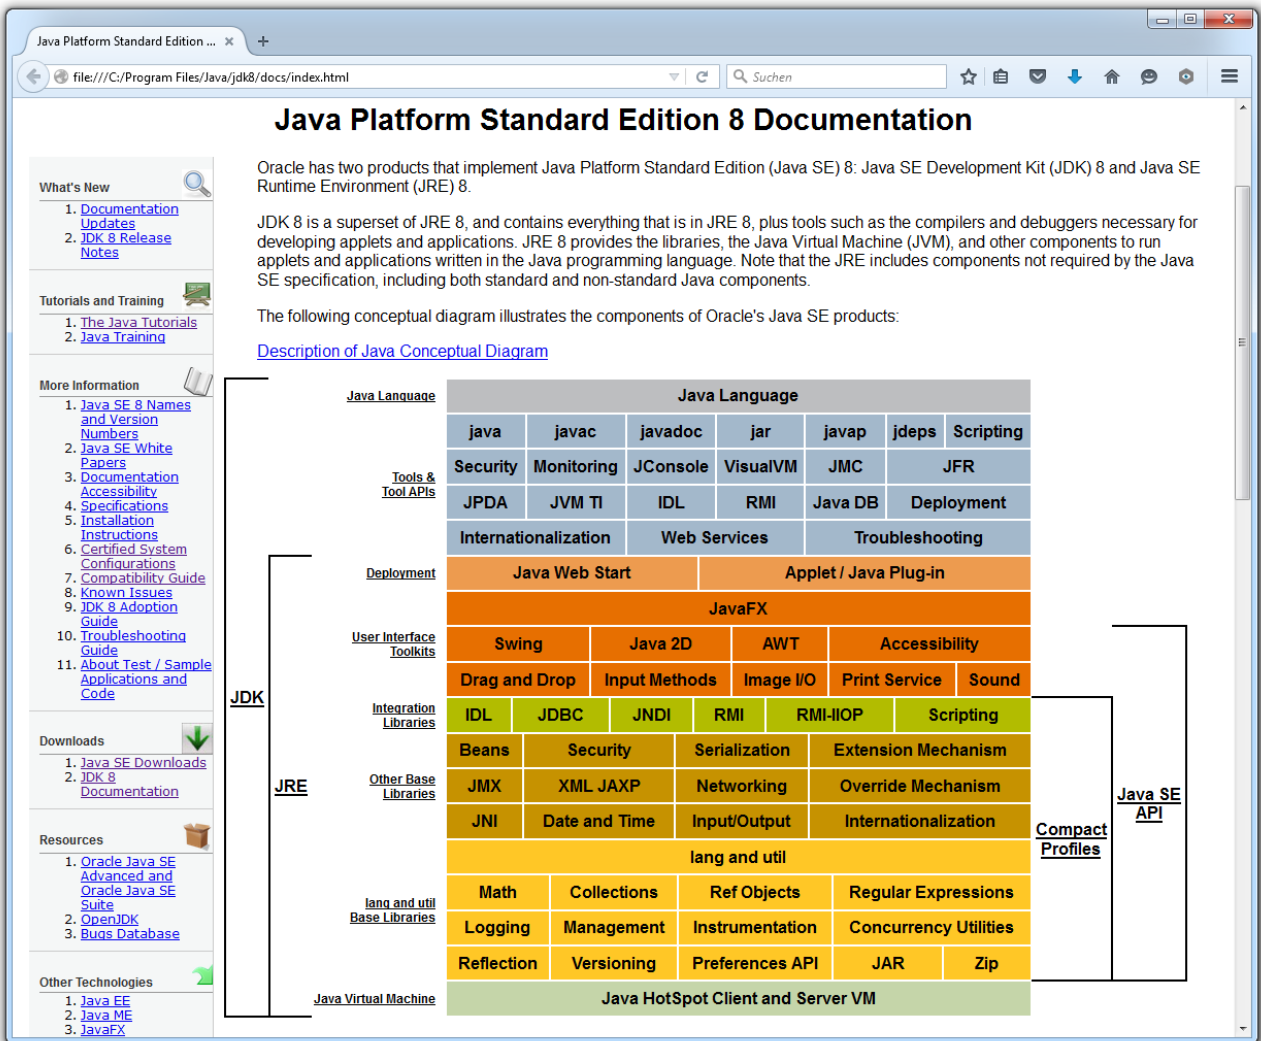 Java Platform Standard Edition ...
file:///C:/Program Files/Java/jdk8/docs/index.html
Suchen
Java Platform Standard Edition 8 Documentation
What's New
1. Documentation
Updates
2. JDK 8 Release
Notes
Tutorials and Training
1. The Java Tutorials
2. Java Training
More Information
1. Java SE 8 Names
and Version
Numbers
2. Java SE White
Papers
3. Documentation
Accessibility
4. Specifications
5. Installation
Instructions
6. Certified System
Configurations
7. Compatibility Guide
8. Known Issues
9. JDK 8 Adoption
Guide
10. Troubleshooting
Guide
11. About Test / Sample
Applications and
Code
Downloads
1. Java SE Downloads
2. JDK 8
Documentation
Resources
1. Oracle Java SE
Advanced and
Oracle Java SE
Suite
2. OpenJDK
3. Bugs Database
Other Technologies
1. Java EE
2. Java ME
3. JavaFX
Oracle has two products that implement Java Platform Standard Edition (Java SE) 8: Java SE Development Kit (JDK) 8 and Java SE
Runtime Environment (JRE) 8.
JDK 8 is a superset of JRE 8, and contains everything that is in JRE 8, plus tools such as the compilers and debuggers necessary for
developing applets and applications. JRE 8 provides the libraries, the Java Virtual Machine (JVM), and other components to run
applets and applications written in the Java programming language. Note that the JRE includes components not required by the Java
SE specification, including both standard and non-standard Java components.
The following conceptual diagram illustrates the components of Oracle's Java SE products:
Description of Java Conceptual Diagram
JDK
JRE
Java Language
Java Language
Tools &
Tool APIs
java javac javadoc jar javap jdeps Scripting
Security Monitoring JConsole VisualVM JMC JFR
JPDA JVM TI IDL RMI Java DB Deployment
Internationalization Web Services Troubleshooting
Deployment
Java Web Start Applet / Java Plug-in
JavaFX
User Interface
Toolkits
Swing Java 2D AWT Accessibility
Drag and Drop Input Methods Image I/O Print Service Sound
Integration
Libraries
IDL JDBC JNDI RMI RMI-IIOP Scripting
Other Base
Libraries
Beans Security Serialization Extension Mechanism
JMX XML JAXP Networking Override Mechanism
JNI Date and Time Input/Output Internationalization
lang and util
lang and util
Base Libraries
Math Collections Ref Objects Regular Expressions
Logging Management Instrumentation Concurrency Utilities
Reflection Versioning Preferences API JAR Zip
Java Virtual Machine
Java HotSpot Client and Server VM
Compact
Profiles
Java SE
API